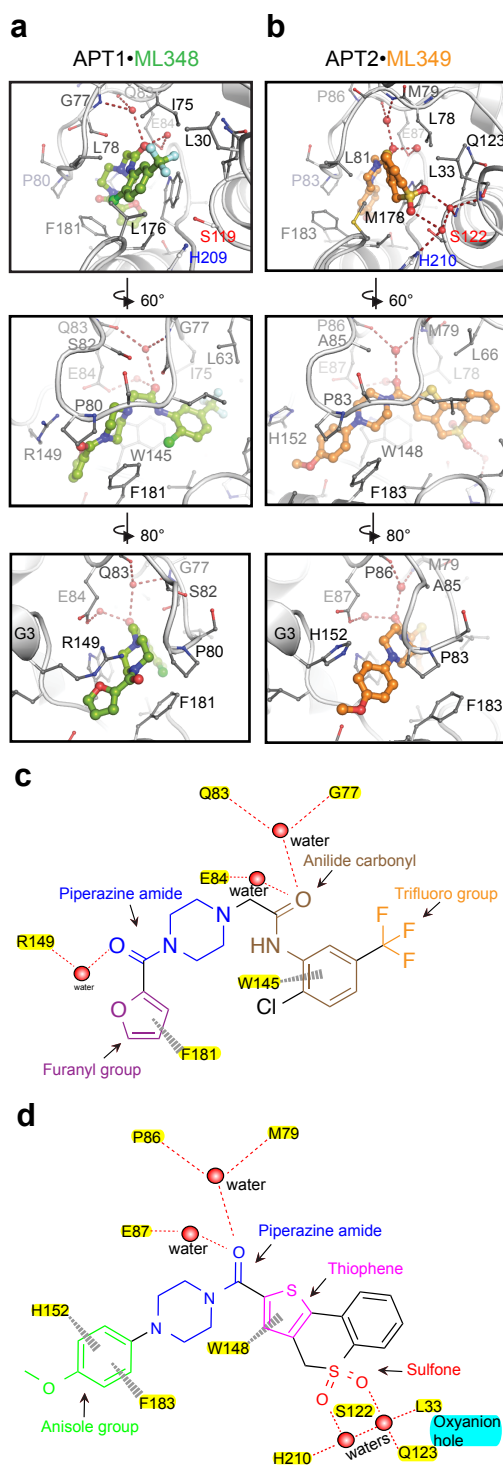 a
b
APT1•ML348
APT2•ML349
Q83
G77
I75
E84
L30
L78
P80
F181
L176
S119
H209
P86
M79
L78
E87
Q123
L81
L33
P83
M178
F183
S122
H210
60°
60°
Q83
G77
S82
L63
E84
I75
P80
R149
W145
F181
P86
M79
A85
L66
E87
L78
P83
H152
W148
F183
80°
80°
Q83
G77
E84
S82
G3
R149
P80
F181
P86
M79
E87
A85
G3
H152
P83
F183
c
Q83
G77
water
Anilide carbonyl
E84
water
O
Piperazine amide
Trifluoro group
R149
O
N
F
F
F
water
N
HN
W145
O
Cl
F181
Furanyl group
d
P86
M79
water
E87
water
Piperazine amide
O
S
Thiophene
N
H152
N
W148
S
Sulfone
O
F183
O
O
S122
L33
Anisole group
Oxyanion
hole
waters
H210
Q123